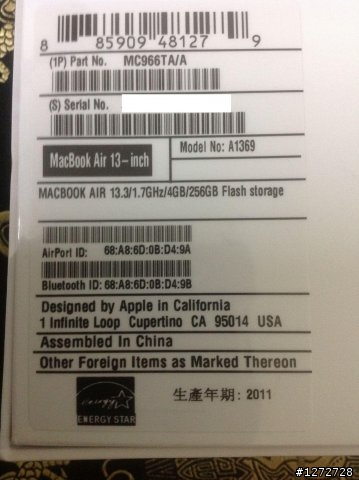 8 85909 48127 9
(1P) Part No. MC966TA/A
(S) Serial No.
MacBook Air 13-inch
Model No: A1369
MACBOOK AIR 13.3/1.7GHz/4GB/256GB Flash storage
AirPort ID: 68:A8:6D:0B:D4:9A
Bluetooth ID: 68:A8:6D:0B:D4:9B
Designed by Apple in California
1 Infinite Loop Cupertino CA 95014 USA
Assembled In China
Other Foreign Items as Marked Thereon
energy
ENERGY STAR
生產年期: 2011
#1272728